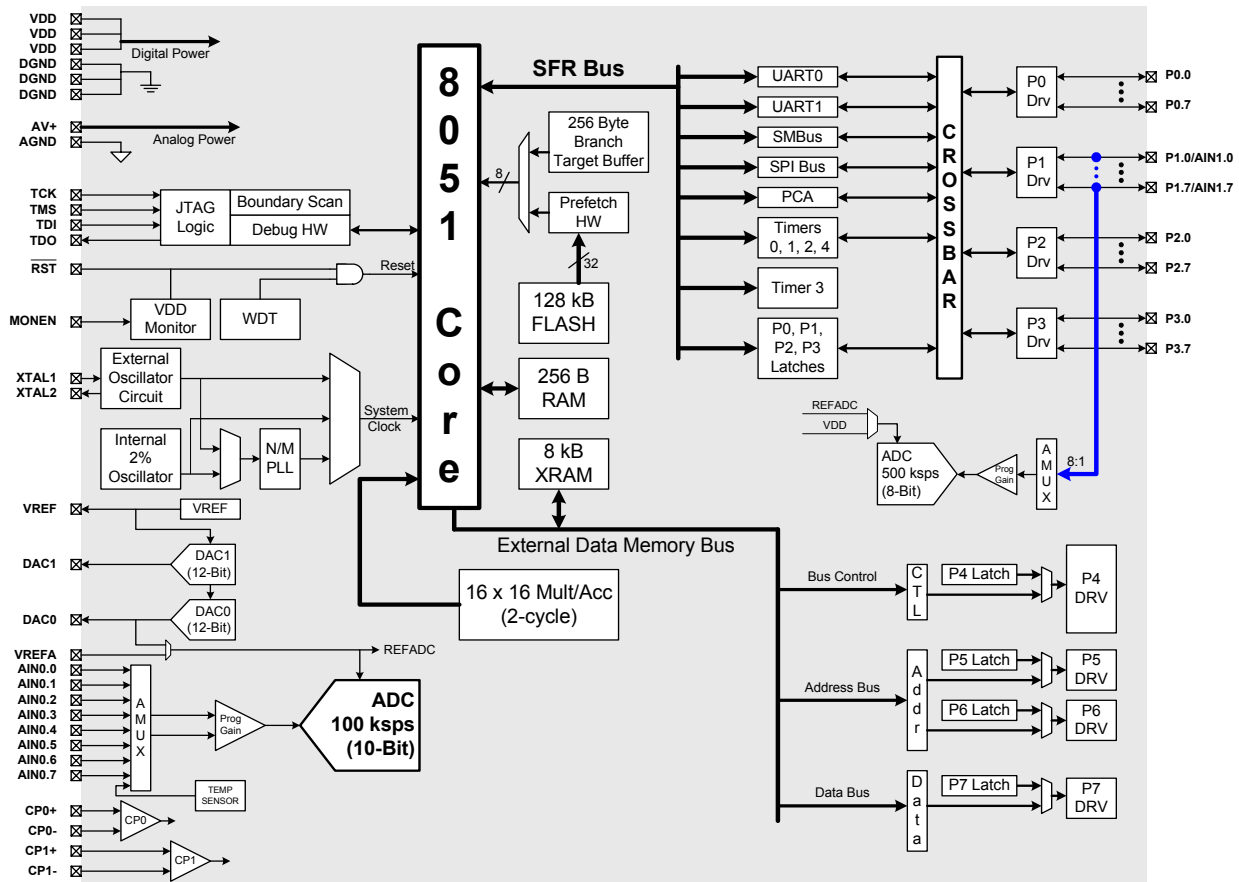 VDD
VDD
VDD
Digital Power
DGND
DGND
DGND
AV+
Analog Power
AGND
TCK
TMS
TDI
TDO
JTAG
Logic
Boundary Scan
Debug HW
RST
Reset
MONEN
VDD
Monitor
WDT
XTAL1
XTAL2
External
Oscillator
Circuit
Internal
2%
Oscillator
N/M
PLL
System
Clock
VREF
VREF
DAC1
DAC1
(12-Bit)
DAC0
DAC0
(12-Bit)
VREFA
REFADC
AIN0.0
AIN0.1
AIN0.2
AIN0.3
AIN0.4
AIN0.5
AIN0.6
AIN0.7
AMUX
Prog
Gain
ADC
100 ksps
(10-Bit)
TEMP
SENSOR
CP0+
CP0-
CP0
CP1+
CP1-
CP1
8051 Core
SFR Bus
8
256 Byte
Branch
Target Buffer
Prefetch
HW
32
128 kB
FLASH
256 B
RAM
8 kB
XRAM
External Data Memory Bus
16 x 16 Mult/Acc
(2-cycle)
UART0
UART1
SMBus
SPI Bus
PCA
Timers
0, 1, 2, 4
Timer 3
P0, P1,
P2, P3
Latches
CROSSBAR
P0
Drv
P1
Drv
P2
Drv
P3
Drv
P0.0
P0.7
P1.0/AIN1.0
P1.7/AIN1.7
P2.0
P2.7
P3.0
P3.7
REFADC
VDD
ADC
500 ksps
(8-Bit)
Prog
Gain
AMUX
8:1
Bus Control
CTL
P4 Latch
P4
DRV
Address Bus
Addr
P5 Latch
P5
DRV
P6 Latch
P6
DRV
Data Bus
Data
P7 Latch
P7
DRV